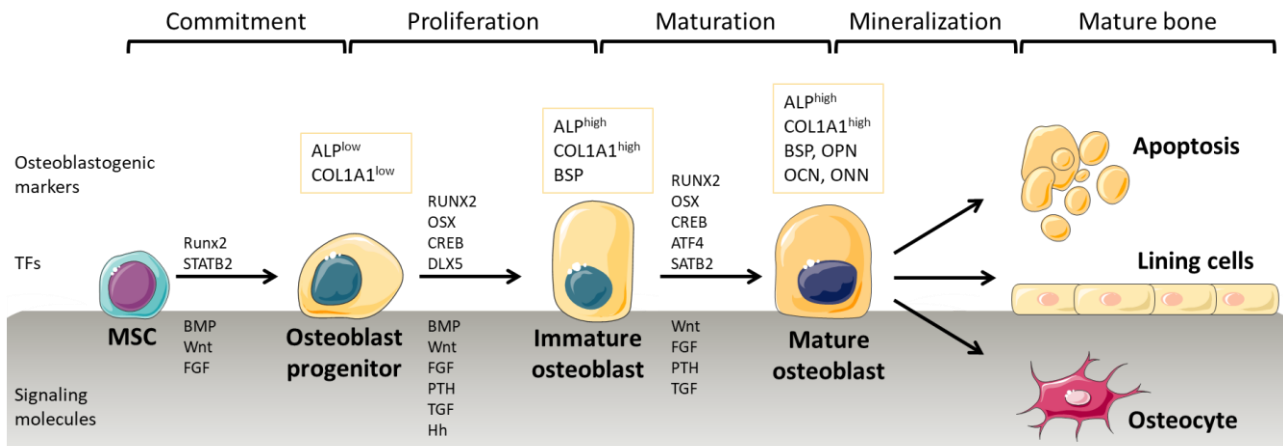 Commitment
Proliferation
Maturation
Mineralization
Mature bone
Osteoblastogenic
markers
ALPlow
COL1A1low
ALPhigh
COL1A1high
BSP
ALPhigh
COL1A1high
BSP, OPN
OCN, ONN
Apoptosis
TFs
Runx2
STATB2
RUNX2
OSX
CREB
DLX5
RUNX2
OSX
CREB
ATF4
SATB2
Lining cells
MSC
Osteoblast
progenitor
Immature
osteoblast
Mature
osteoblast
Signaling
molecules
BMP
Wnt
FGF
BMP
Wnt
FGF
PTH
TGF
Hh
Wnt
FGF
PTH
TGF
Osteocyte